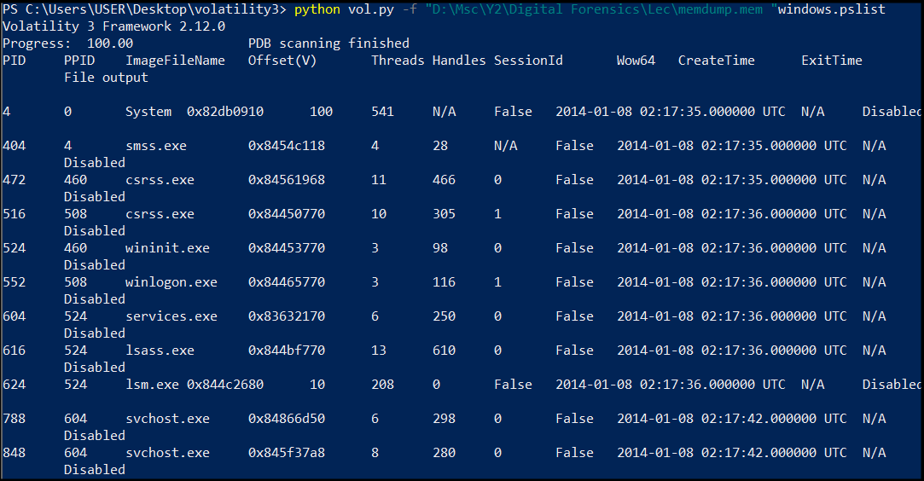 PS C:\Users\USER\Desktop\volatility3> python vol.py -f "D:\Msc\Y2\Digital Forensics\Lec\memdump.mem "windows.pslist
Volatility 3 Framework 2.12.0
Progress:  100.00               PDB scanning finished
PID     PPID    ImageFileName   Offset(V)       Threads Handles SessionId       Wow64   CreateTime      ExitTime
        File output
4       0       System  0x82db0910      100     541     N/A     False   2014-01-08 02:17:35.000000 UTC  N/A     Disabled
404     4       smss.exe        0x8454c118      4       28      N/A     False   2014-01-08 02:17:35.000000 UTC  N/A
        Disabled
472     460     csrss.exe       0x84561968      11      466     0       False   2014-01-08 02:17:35.000000 UTC  N/A
        Disabled
516     508     csrss.exe       0x84450770      10      305     1       False   2014-01-08 02:17:36.000000 UTC  N/A
        Disabled
524     460     wininit.exe     0x84453770      3       98      0       False   2014-01-08 02:17:36.000000 UTC  N/A
        Disabled
552     508     winlogon.exe    0x84465770      3       116     1       False   2014-01-08 02:17:36.000000 UTC  N/A
        Disabled
604     524     services.exe    0x83632170      6       250     0       False   2014-01-08 02:17:36.000000 UTC  N/A
        Disabled
616     524     lsass.exe       0x844bf770      13      610     0       False   2014-01-08 02:17:36.000000 UTC  N/A
        Disabled
624     524     lsm.exe 0x844c2680      10      208     0       False   2014-01-08 02:17:36.000000 UTC  N/A     Disabled
788     604     svchost.exe     0x84866d50      6       298     0       False   2014-01-08 02:17:42.000000 UTC  N/A
        Disabled
848     604     svchost.exe     0x845f37a8      8       280     0       False   2014-01-08 02:17:42.000000 UTC  N/A
        Disabled